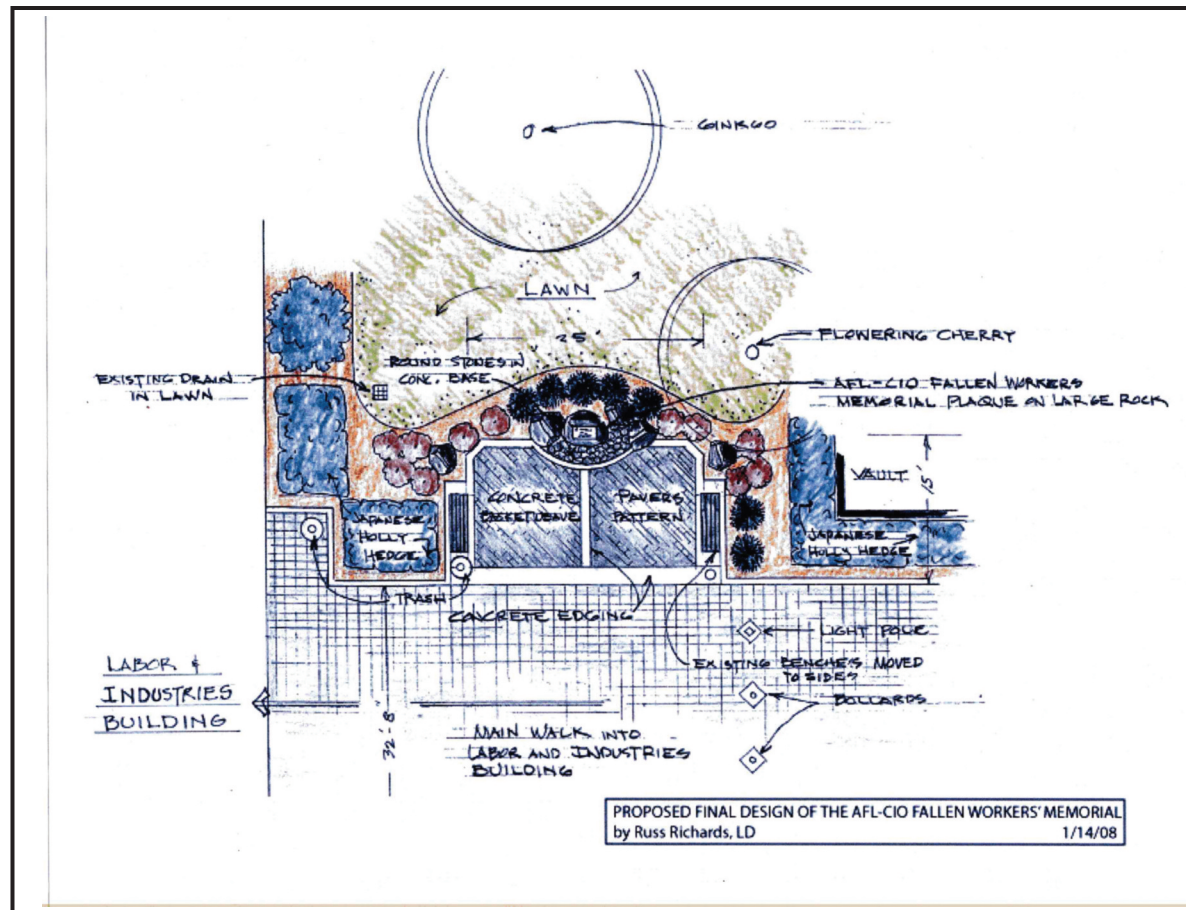 GINKGO
LAWN
25'
FLOWERING CHERRY
ROUND STONES IN
CONC. BASE
EXISTING DRAIN
IN LAWN
AFL-CIO FALLEN WORKERS
MEMORIAL PLAQUE ON LARGE ROCK
VAULT
15'
CONCRETE
BASKETWEAVE
PAVERS
PATTERN
JAPANESE
HOLLY
HEDGE
JAPANESE
HOLLY HEDGE
TRASH
CONCRETE EDGING
LIGHT POLE
EXISTING BENCHES MOVED
TO SIDES
BOLLARDS
LABOR &
INDUSTRIES
BUILDING
32'-8
MAIN WALK INTO
LABOR AND INDUSTRIES
BUILDING
PROPOSED FINAL DESIGN OF THE AFL-CIO FALLEN WORKERS' MEMORIAL
by Russ Richards, LD 1/14/08